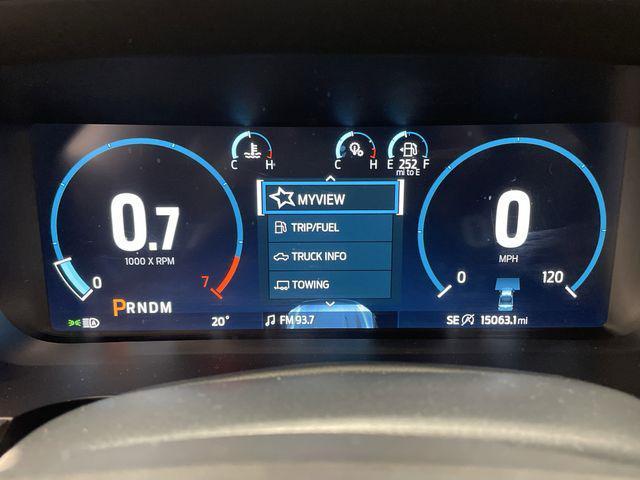 C H
C H
E 252 F
mi to E
MYVIEW
TRIP/FUEL
TRUCK INFO
TOWING
0.7
1000 X RPM
0
7
PRNDM
0
MPH
0
120
20°
FM 93.7
SE 15063.1 mi